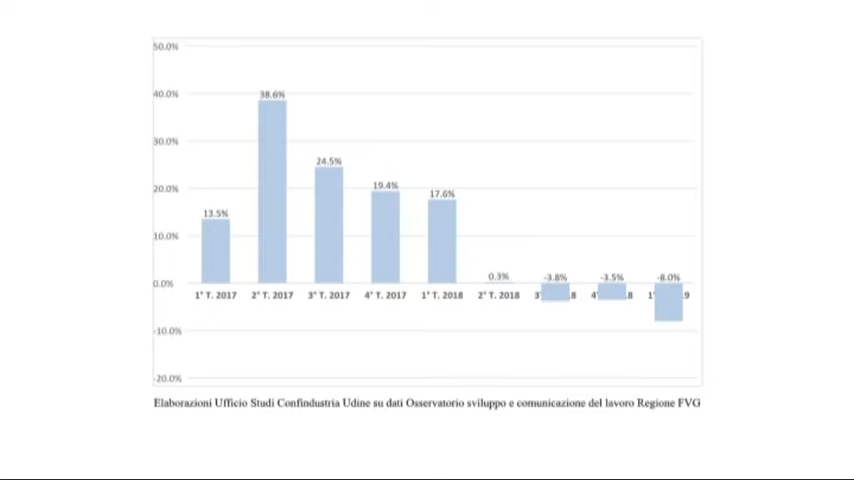 50.0%
40.0%
30.0%
20.0%
10.0%
0.0%
-10.0%
-20.0%
13.5%
38.6%
24.5%
19.4%
17.6%
0.3%
-3.8%
-3.5%
-8.0%
1° T. 2017
2° T. 2017
3° T. 2017
4° T. 2017
1° T. 2018
2° T. 2018
Elaborazioni Ufficio Studi Confindustria Udine su dati Osservatorio sviluppo e comunicazione del lavoro Regione FVG